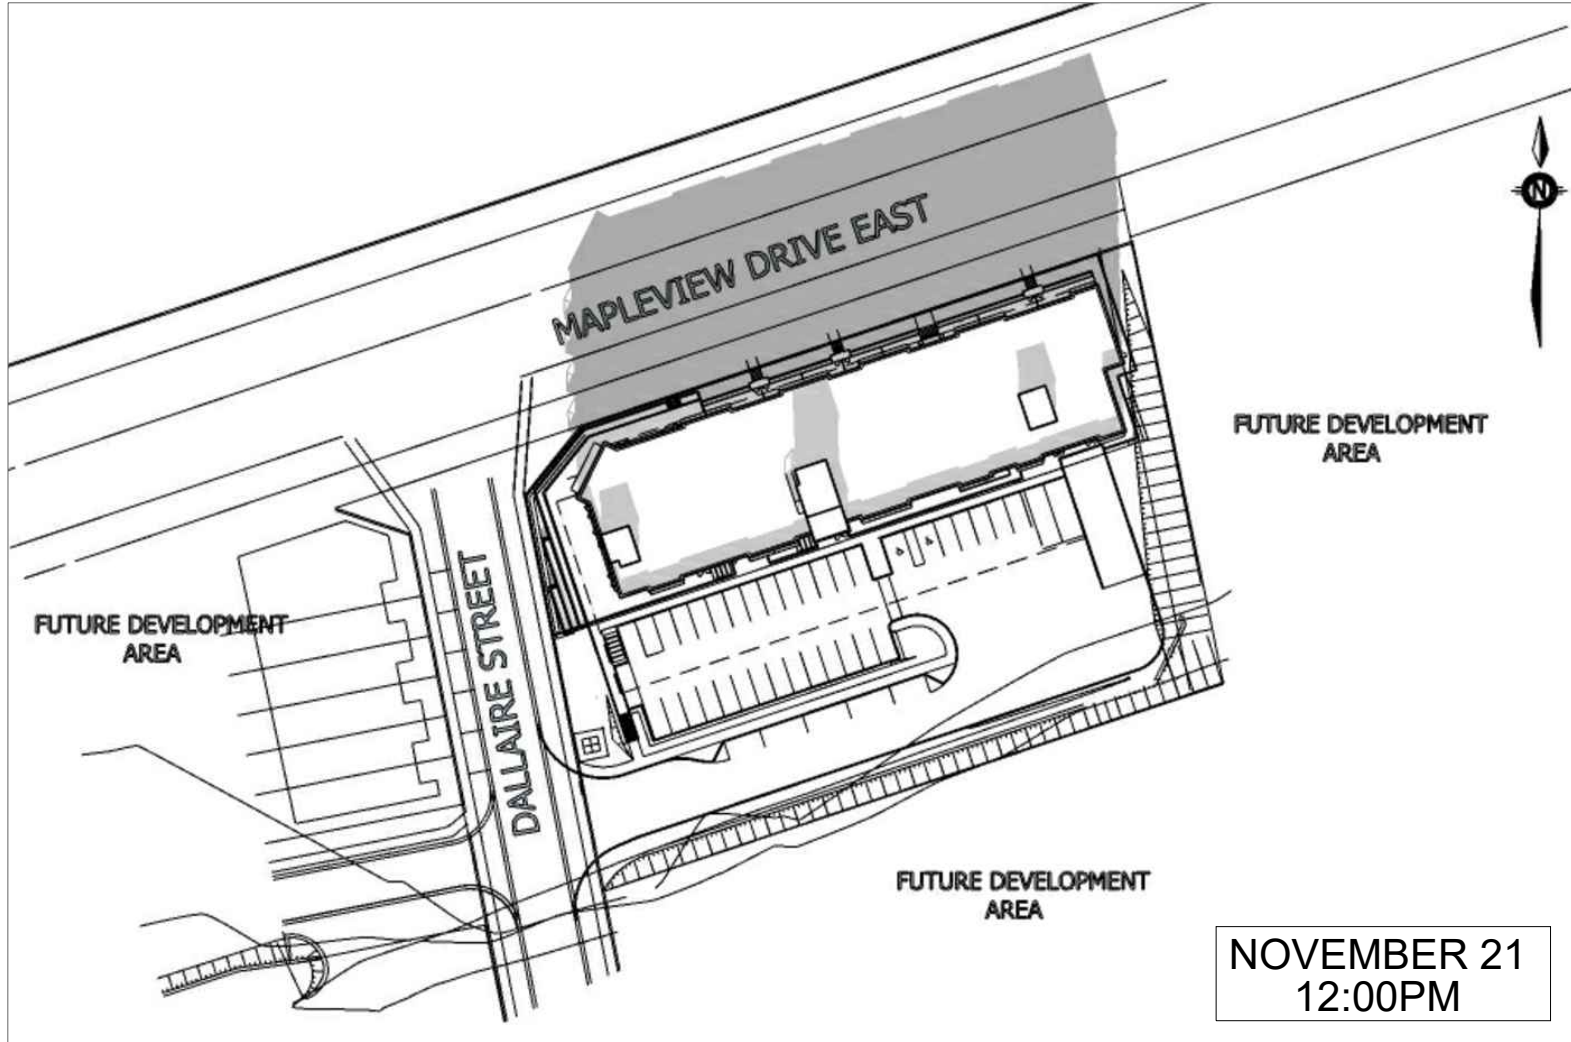 MAPLEVIEW DRIVE EAST
N
FUTURE DEVELOPMENT
AREA
FUTURE DEVELOPMENT
AREA
DALLAIRE STREET
FUTURE DEVELOPMENT
AREA
NOVEMBER 21
12:00PM